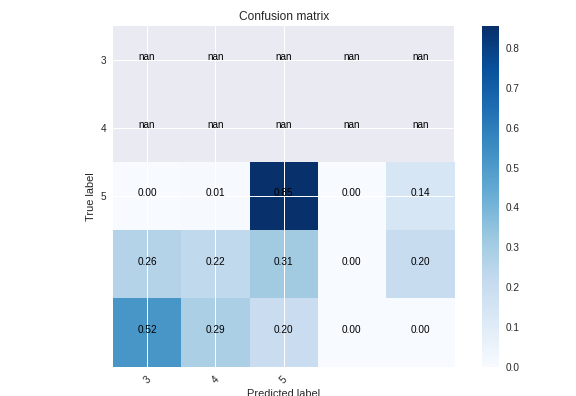 Confusion matrix
3 nan nan nan nan nan
4 nan nan nan nan nan
5 0.00 0.01 0.85 0.00 0.14
0.26 0.22 0.31 0.00 0.20
0.52 0.29 0.20 0.00 0.00
3 4 5
True label
Predicted label
0.8
0.7
0.6
0.5
0.4
0.3
0.2
0.1
0.0